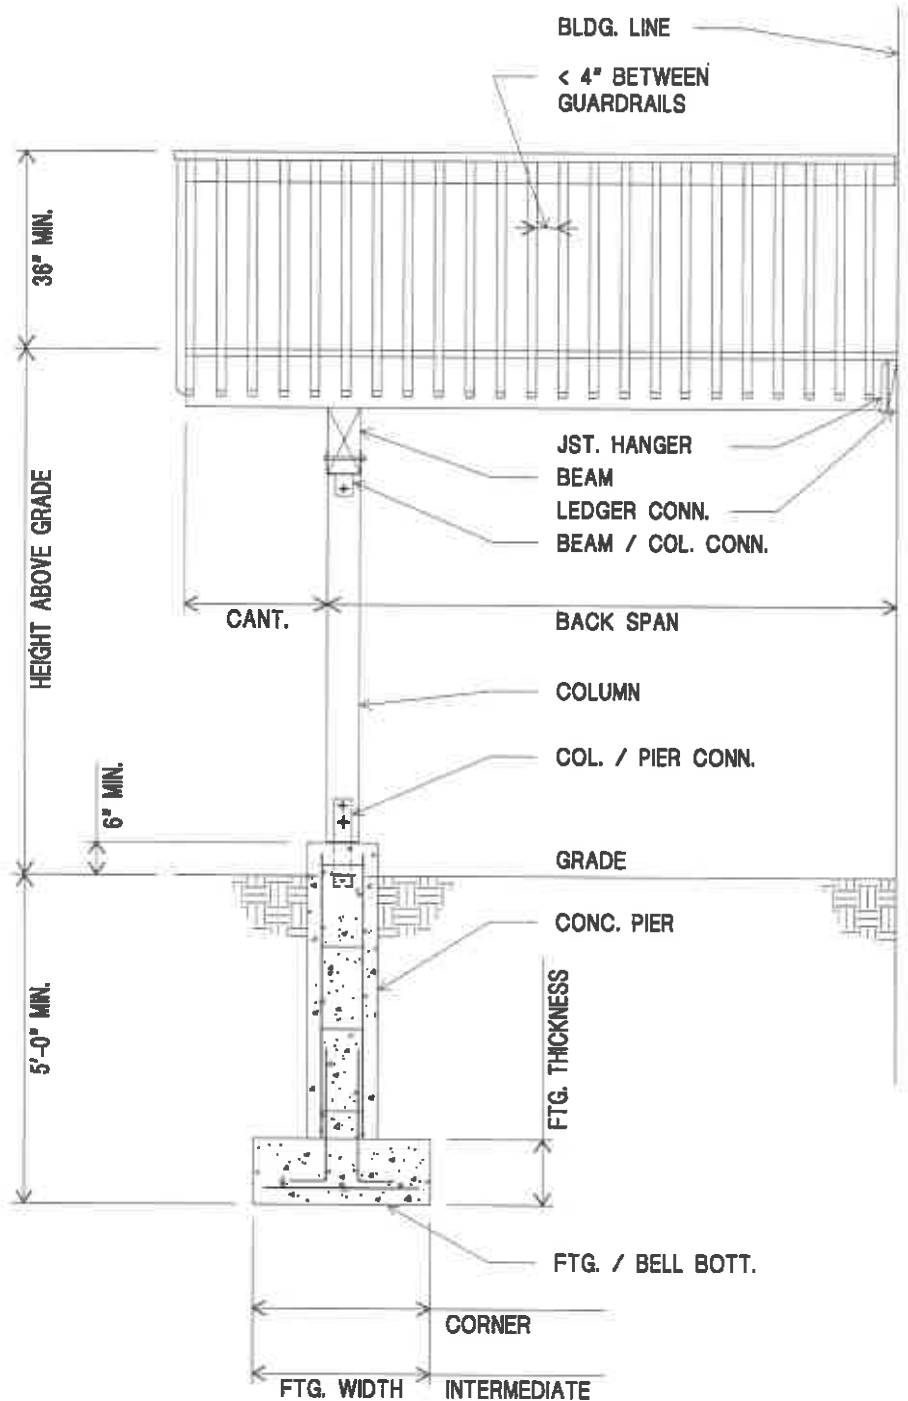 BLDG. LINE
< 4" BETWEEN
GUARDRAILS
36" MIN.
JST. HANGER
BEAM
LEDGER CONN.
BEAM / COL. CONN.
HEIGHT ABOVE GRADE
CANT.
BACK SPAN
COLUMN
COL. / PIER CONN.
6" MIN.
GRADE
CONC. PIER
5'-0" MIN.
FTG. THICKNESS
FTG. / BELL BOTT.
CORNER
FTG. WIDTH
INTERMEDIATE